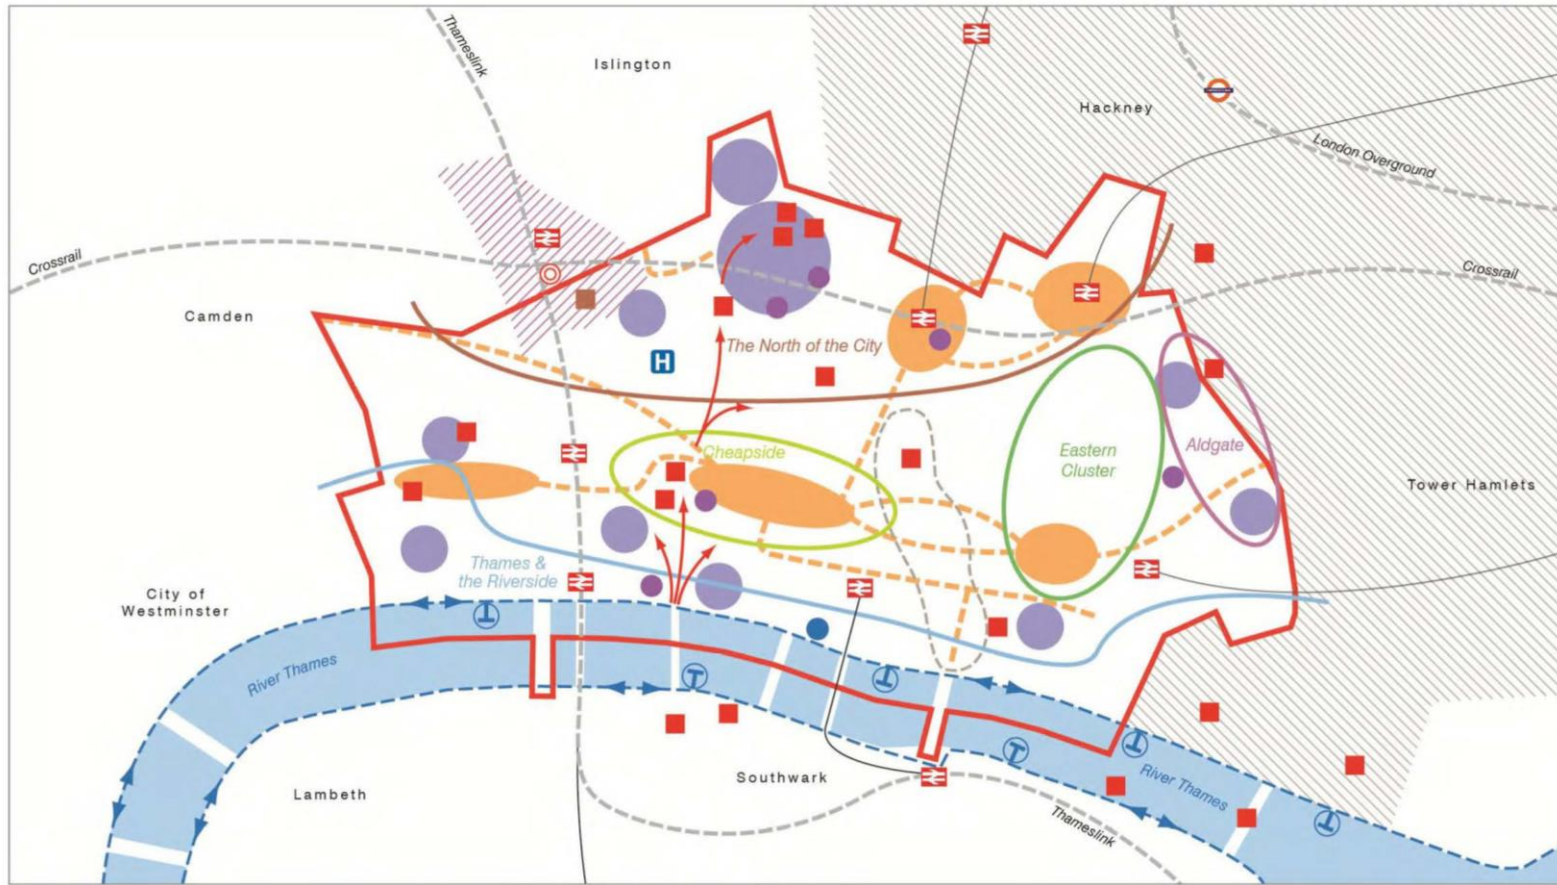 Thameslink
Islington
Hackney
London Overground
Crossrail
Crossrail
Camden
The North of the City
H
Cheapside
Eastern
Cluster
Aldgate
Tower Hamlets
Thames &
the Riverside
City of
Westminster
River Thames
River Thames
Southwark
Lambeth
Thameslink